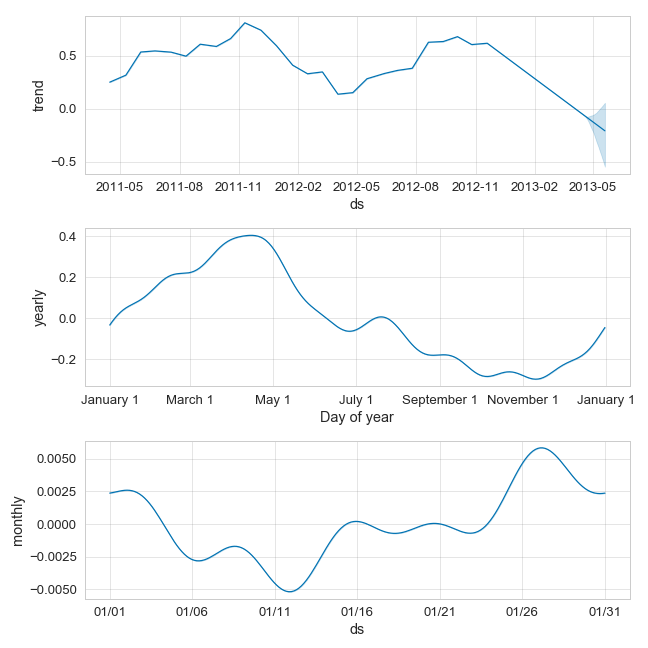 trend
0.5
0.0
−0.5
2011-05 2011-08 2011-11 2012-02 2012-05 2012-08 2012-11 2013-02 2013-05
ds
yearly
0.4
0.2
0.0
−0.2
January 1 March 1 May 1 July 1 September 1 November 1 January 1
Day of year
monthly
0.0050
0.0025
0.0000
−0.0025
−0.0050
01/01 01/06 01/11 01/16 01/21 01/26 01/31
ds